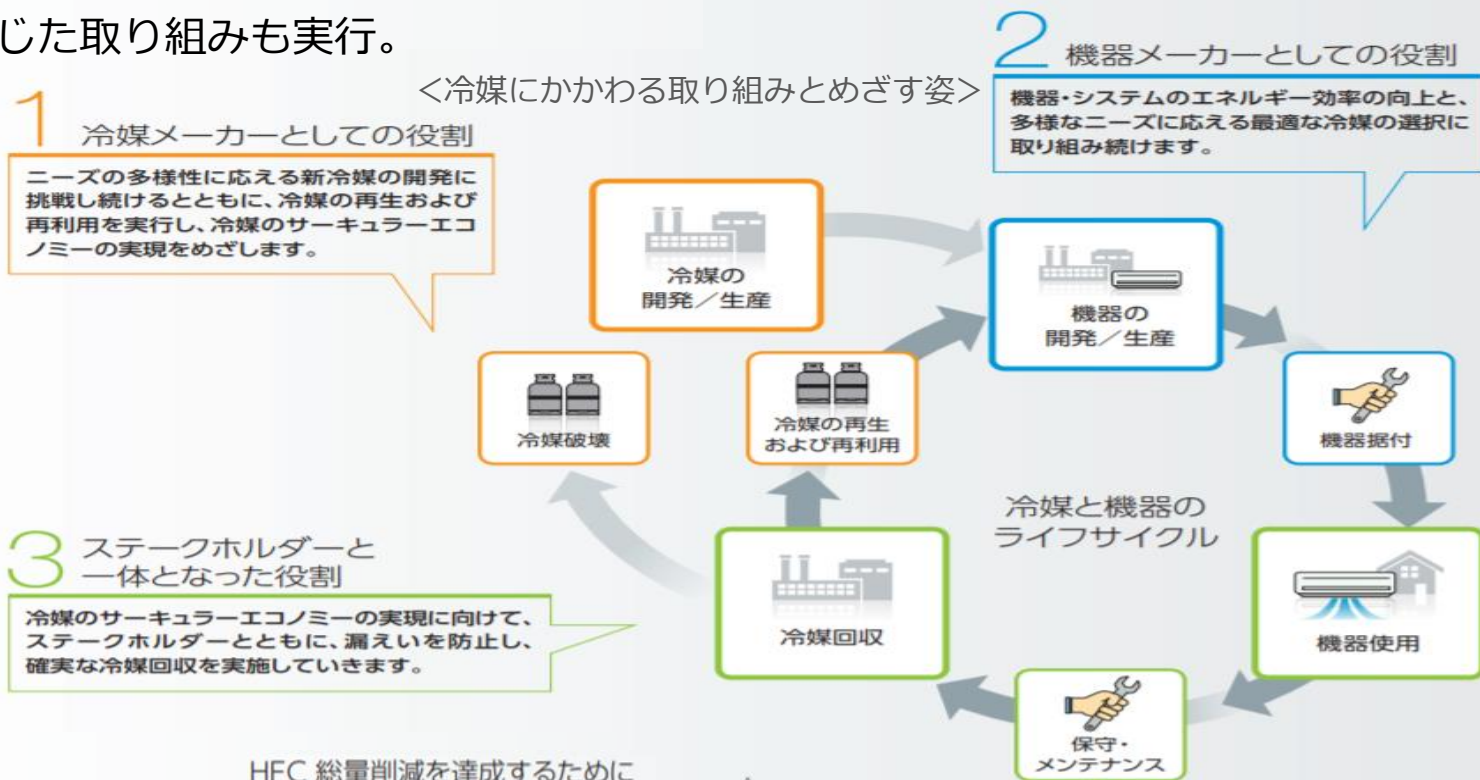 じた取り組みも実行。
<冷媒にかかわる取り組みとめざす姿>
1 冷媒メーカーとしての役割
ニーズの多様性に応える新冷媒の開発に
挑戦し続けるとともに、冷媒の再生および
再利用を実行し、冷媒のサーキュラーエコ
ノミーの実現をめざします。
2 機器メーカーとしての役割
機器・システムのエネルギー効率の向上と、
多様なニーズに応える最適な冷媒の選択に
取り組み続けます。
冷媒の
開発/生産
機器の
開発/生産
冷媒破壊
冷媒の再生
および再利用
機器据付
冷媒と機器の
ライフサイクル
3 ステークホルダーと
一体となった役割
冷媒のサーキュラーエコノミーの実現に向けて、
ステークホルダーとともに、漏えいを防止し、
確実な冷媒回収を実施していきます。
冷媒回収
機器使用
保守・
メンテナンス
HFC 総量削減を達成するために